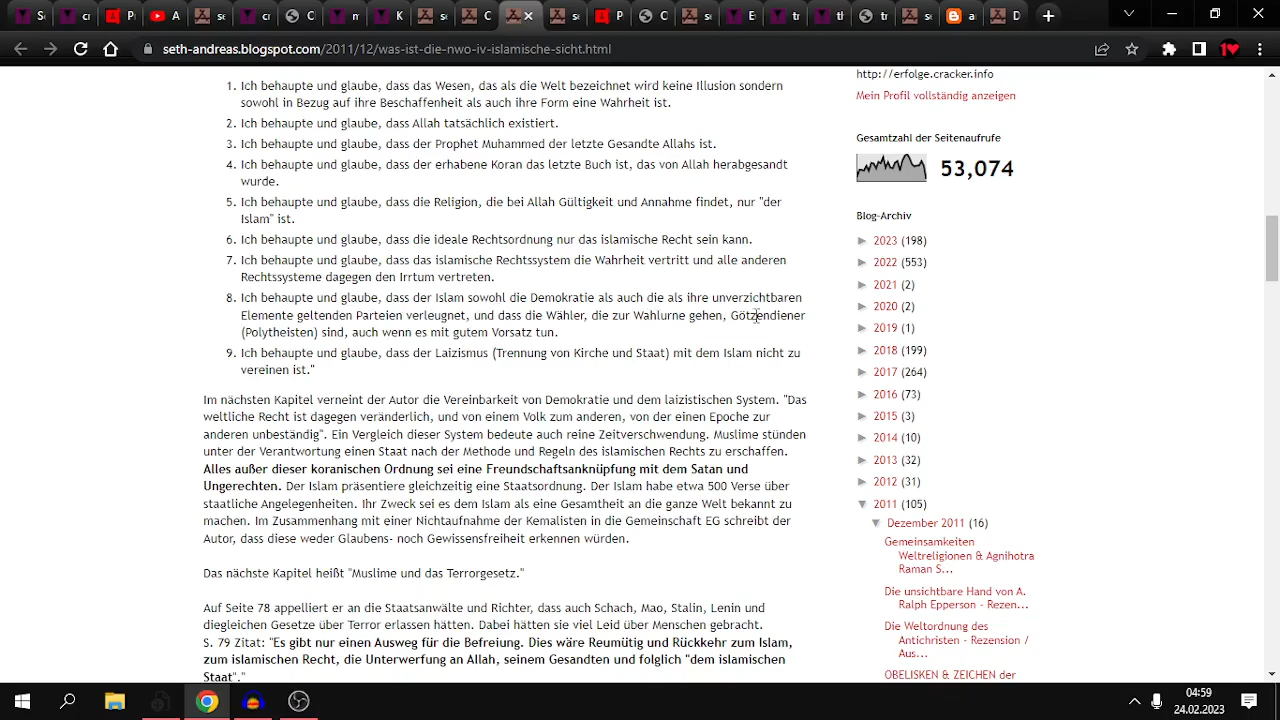 Si
P
A
se
cr
C
m
K
s
C
se
P
C
s
E
tr
th
tr
s
a
D
seth-andreas.blogspot.com/2011/12/was-ist-die-nwo-iv-islamische-sicht.html
1. Ich behaupte und glaube, dass das Wesen, das als die Welt bezeichnet wird keine Illusion sondern
sowohl in Bezug auf ihre Beschaffenheit als auch ihre Form eine Wahrheit ist.
2. Ich behaupte und glaube, dass Allah tatsächlich existiert.
3. Ich behaupte und glaube, dass der Prophet Muhammed der letzte Gesandte Allahs ist.
4. Ich behaupte und glaube, dass der erhabene Koran das letzte Buch ist, das von Allah herabgesandt
wurde.
5. Ich behaupte und glaube, dass die Religion, die bei Allah Gültigkeit und Annahme findet, nur "der
Islam" ist.
6. Ich behaupte und glaube, dass die ideale Rechtsordnung nur das islamische Recht sein kann.
7. Ich behaupte und glaube, dass das islamische Rechtssystem die Wahrheit vertritt und alle anderen
Rechtssysteme dagegen den Irrtum vertreten.
8. Ich behaupte und glaube, dass der Islam sowohl die Demokratie als auch die als ihre unverzichtbaren
Elemente geltenden Parteien verleugnet, und dass die Wähler, die zur Wahlurne gehen, Götzendiener
(Polytheisten) sind, auch wenn es mit gutem Vorsatz tun.
9. Ich behaupte und glaube, dass der Laizismus (Trennung von Kirche und Staat) mit dem Islam nicht zu
vereinen ist."
Im nächsten Kapitel verneint der Autor die Vereinbarkeit von Demokratie und dem laizistischen System. "Das
weltliche Recht ist dagegen veränderlich, und von einem Volk zum anderen, von der einen Epoche zur
anderen unbeständig". Ein Vergleich dieser System bedeute auch reine Zeitverschwendung. Muslime stünden
unter der Verantwortung einen Staat nach der Methode und Regeln des islamischen Rechts zu erschaffen.
Alles außer dieser koranischen Ordnung sei eine Freundschaftsanknüpfung mit dem Satan und
Ungerechten. Der Islam präsentiere gleichzeitig eine Staatsordnung. Der Islam habe etwa 500 Verse über
staatliche Angelegenheiten. Ihr Zweck sei es dem Islam als eine Gesamtheit an die ganze Welt bekannt zu
machen. Im Zusammenhang mit einer Nichtaufnahme der Kemalisten in die Gemeinschaft EG schreibt der
Autor, dass diese weder Glaubens- noch Gewissensfreiheit erkennen würden.
Das nächste Kapitel heißt "Muslime und das Terrorgesetz."
Auf Seite 78 appelliert er an die Staatsanwälte und Richter, dass auch Schach, Mao, Stalin, Lenin und
diegleichen Gesetze über Terror erlassen hätten. Dabei hätten sie viel Leid über Menschen gebracht.
S. 79 Zitat: "Es gibt nur einen Ausweg für die Befreiung. Dies wäre Reumütig und Rückkehr zum Islam,
zum islamischen Recht, die Unterwerfung an Allah, seinem Gesandten und folglich "dem islamischen
Staat"."
http://erfolge.cracker.info
Mein Profil vollständig anzeigen
Gesamtzahl der Seitenaufrufe
53,074
Blog-Archiv
► 2023 (198)
► 2022 (553)
► 2021 (2)
► 2020 (2)
► 2019 (1)
► 2018 (199)
► 2017 (264)
► 2016 (73)
► 2015 (3)
► 2014 (10)
► 2013 (32)
► 2012 (31)
▼ 2011 (105)
▼ Dezember 2011 (16)
Gemeinsamkeiten
Weltreligionen & Agnihotra
Raman S...
Die unsichtbare Hand von A.
Ralph Epperson - Rezen...
Die Weltordnung des
Antichristen - Rezension /
Aus...
OBELISKEN & ZEICHEN der
04:59
24.02.2023